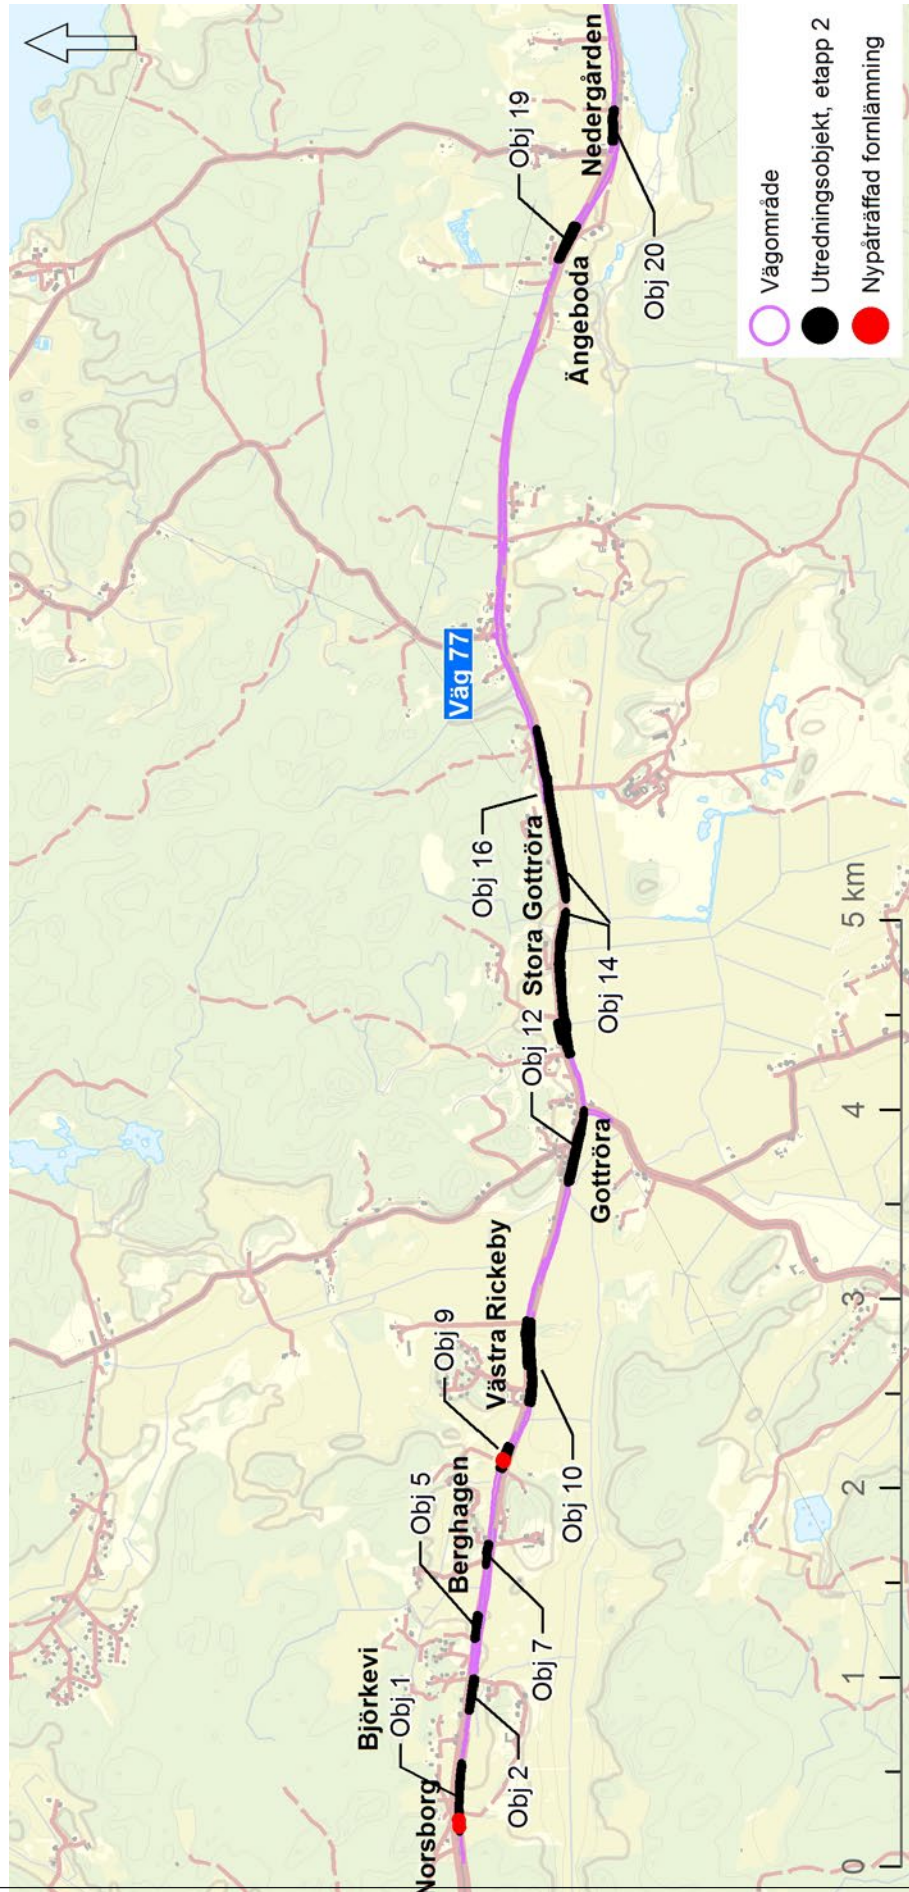 Norsborg
Björkevi
Obj 1
Obj 2
Obj 5
Berghagen
Obj 7
Obj 9
Västra Rickeby
Obj 10
Gottröra
Obj 12
Stora Gottröra
Obj 14
Obj 16
Väg 77
Ängeboda
Obj 19
Nedergården
Obj 20
Vägområde
Utredningsobjekt, etapp 2
Nypåträffad fornlämning
0
1
2
3
4
5 km